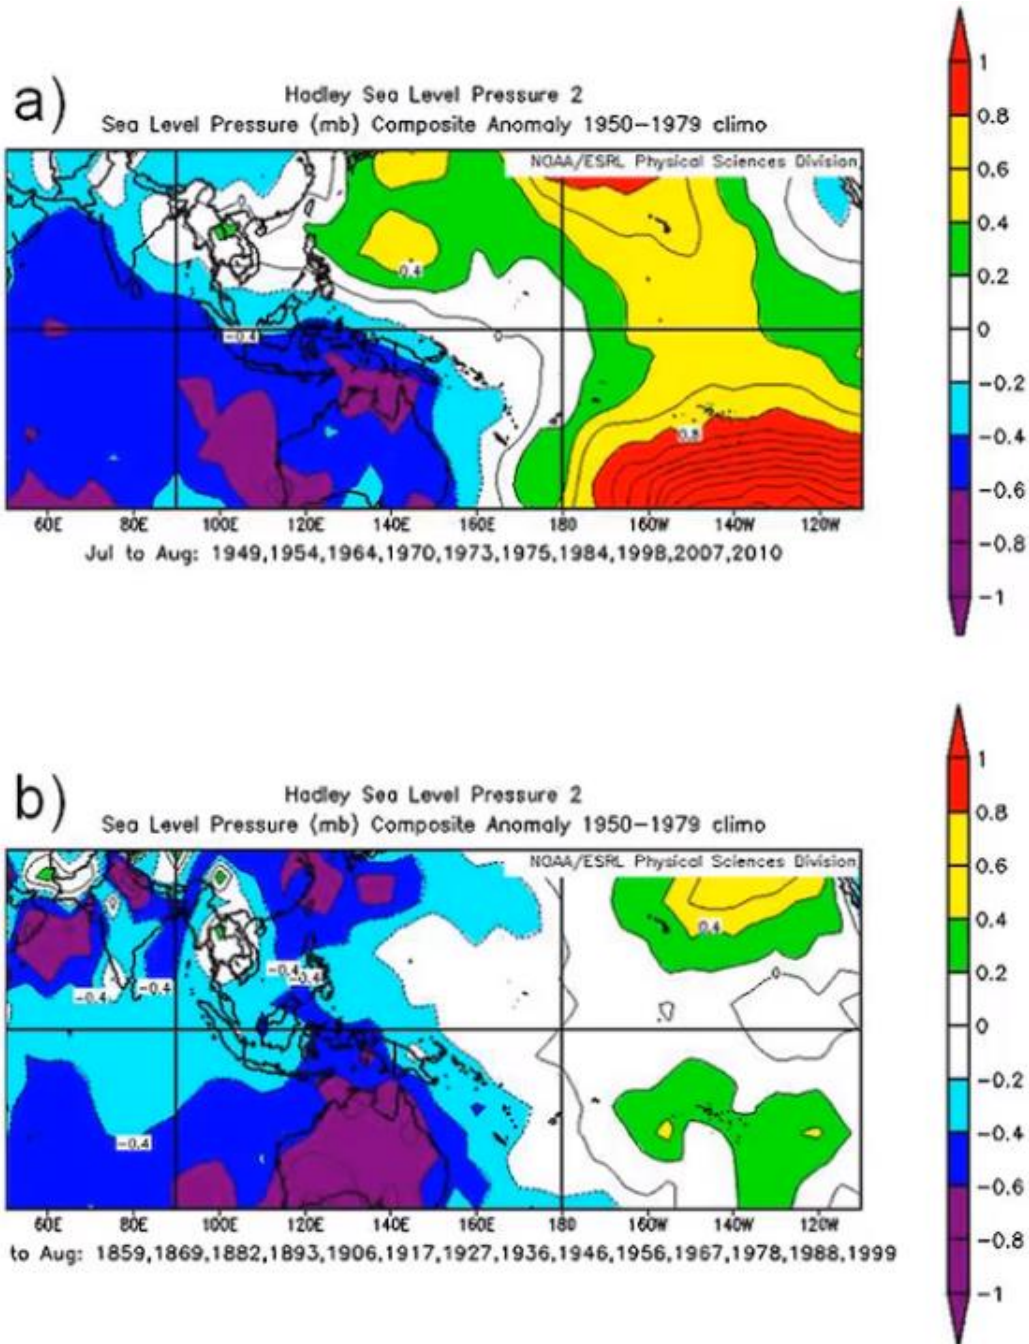 a)
Hadley Sea Level Pressure 2
Sea Level Pressure (mb) Composite Anomaly 1950-1979 climo
NOAA/ESRL Physical Sciences Division
0
0.4
-0.4
0
0.8
60E 80E 100E 120E 140E 160E 180 160W 140W 120W
Jul to Aug: 1949,1954,1964,1970,1973,1975,1984,1998,2007,2010
1
0.8
0.6
0.4
0.2
0
-0.2
-0.4
-0.6
-0.8
-1
b)
Hadley Sea Level Pressure 2
Sea Level Pressure (mb) Composite Anomaly 1950-1979 climo
NOAA/ESRL Physical Sciences Division
0.4
-0.4 -0.4 -0.4 -0.4
0
-0.4
60E 80E 100E 120E 140E 160E 180 160W 140W 120W
to Aug: 1859,1869,1882,1893,1906,1917,1927,1936,1946,1956,1967,1978,1988,1999
1
0.8
0.6
0.4
0.2
0
-0.2
-0.4
-0.6
-0.8
-1